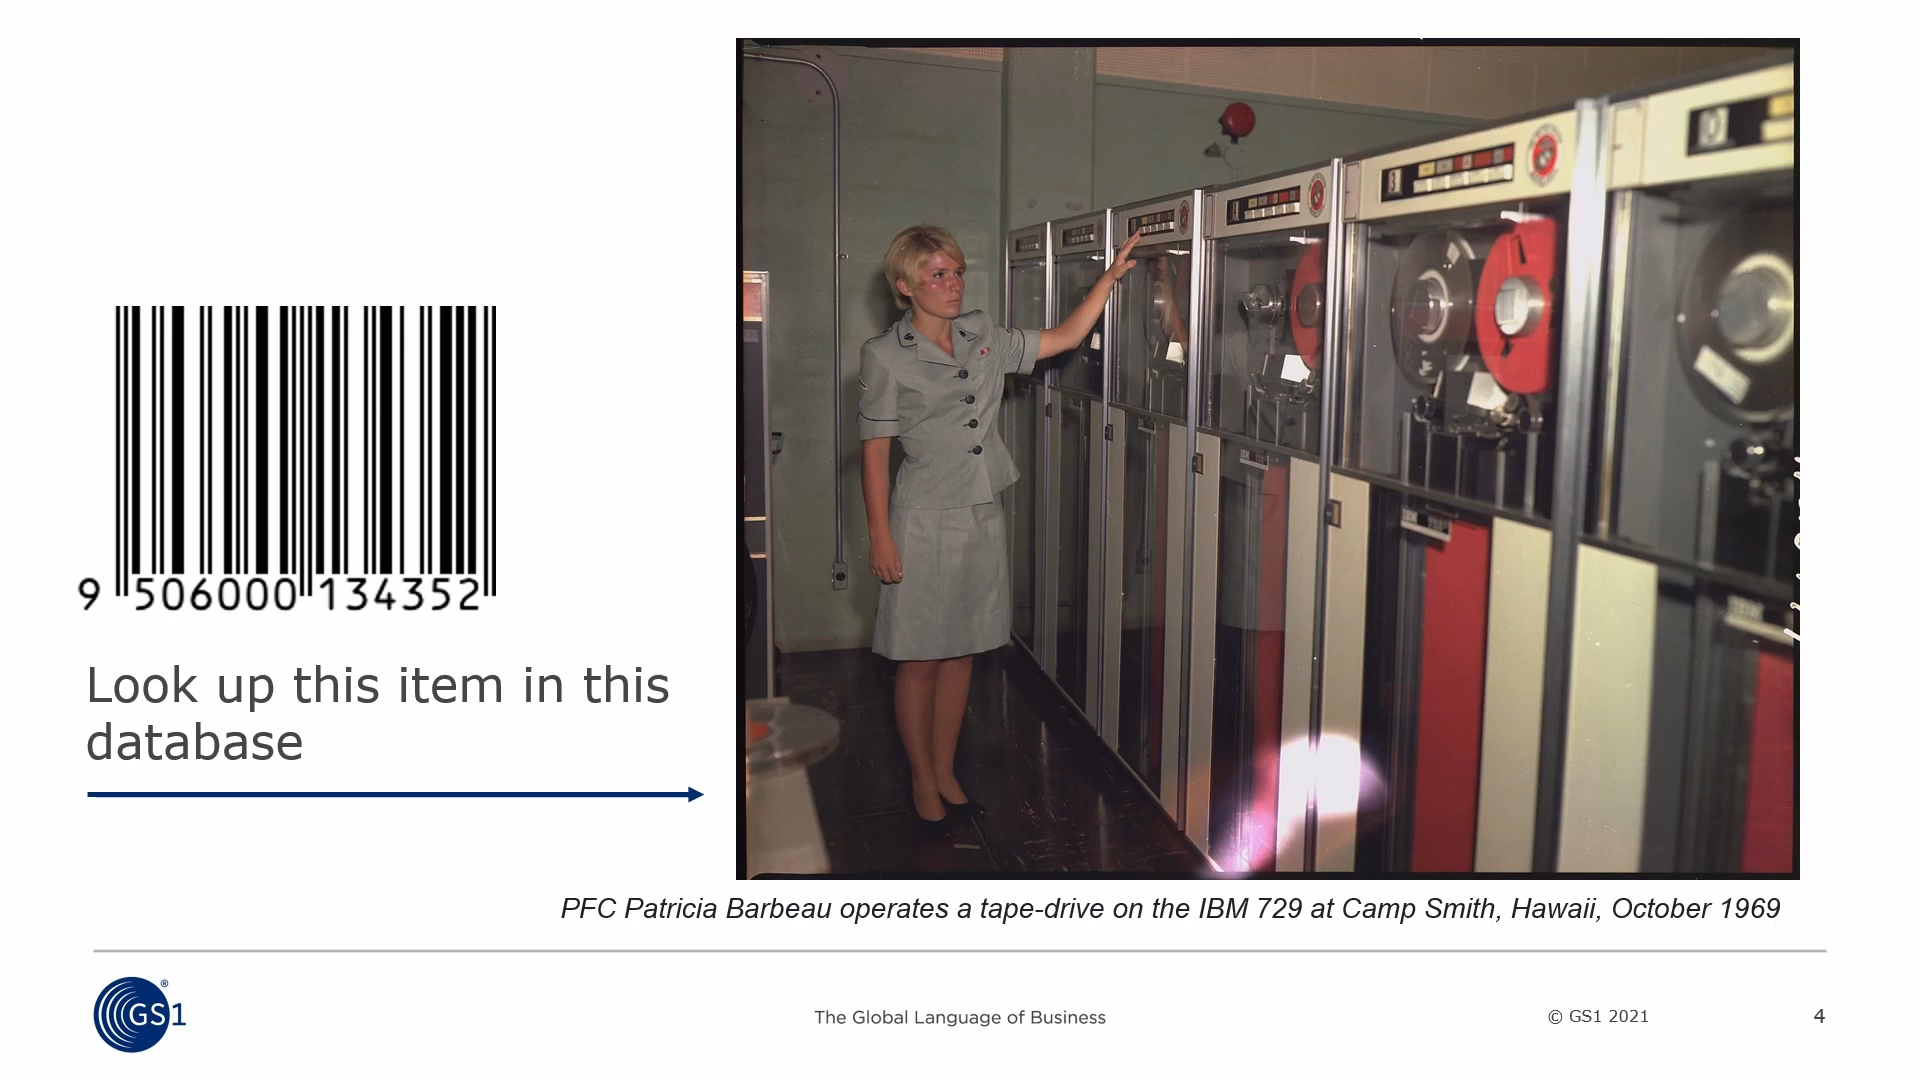 9 506000 134352
Look up this item in this
database
PFC Patricia Barbeau operates a tape-drive on the IBM 729 at Camp Smith, Hawaii, October 1969
GS1®
The Global Language of Business
© GS1 2021
4